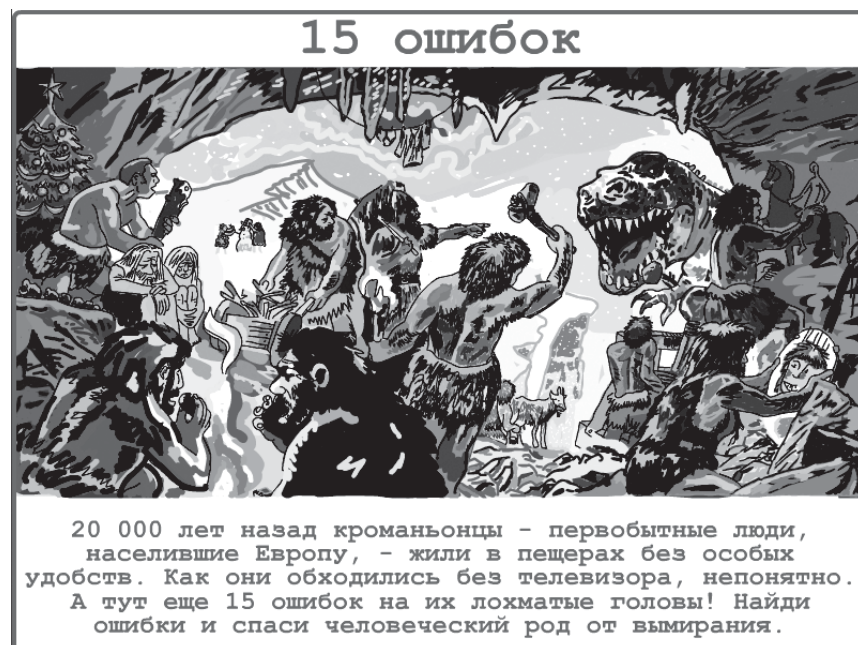 15 ошибок
20 000 лет назад кроманьонцы - первобытные люди,
населившие Европу, - жили в пещерах без особых
удобств. Как они обходились без телевизора, непонятно.
А тут еще 15 ошибок на их лохматые головы! Найди
ошибки и спаси человеческий род от вымирания.